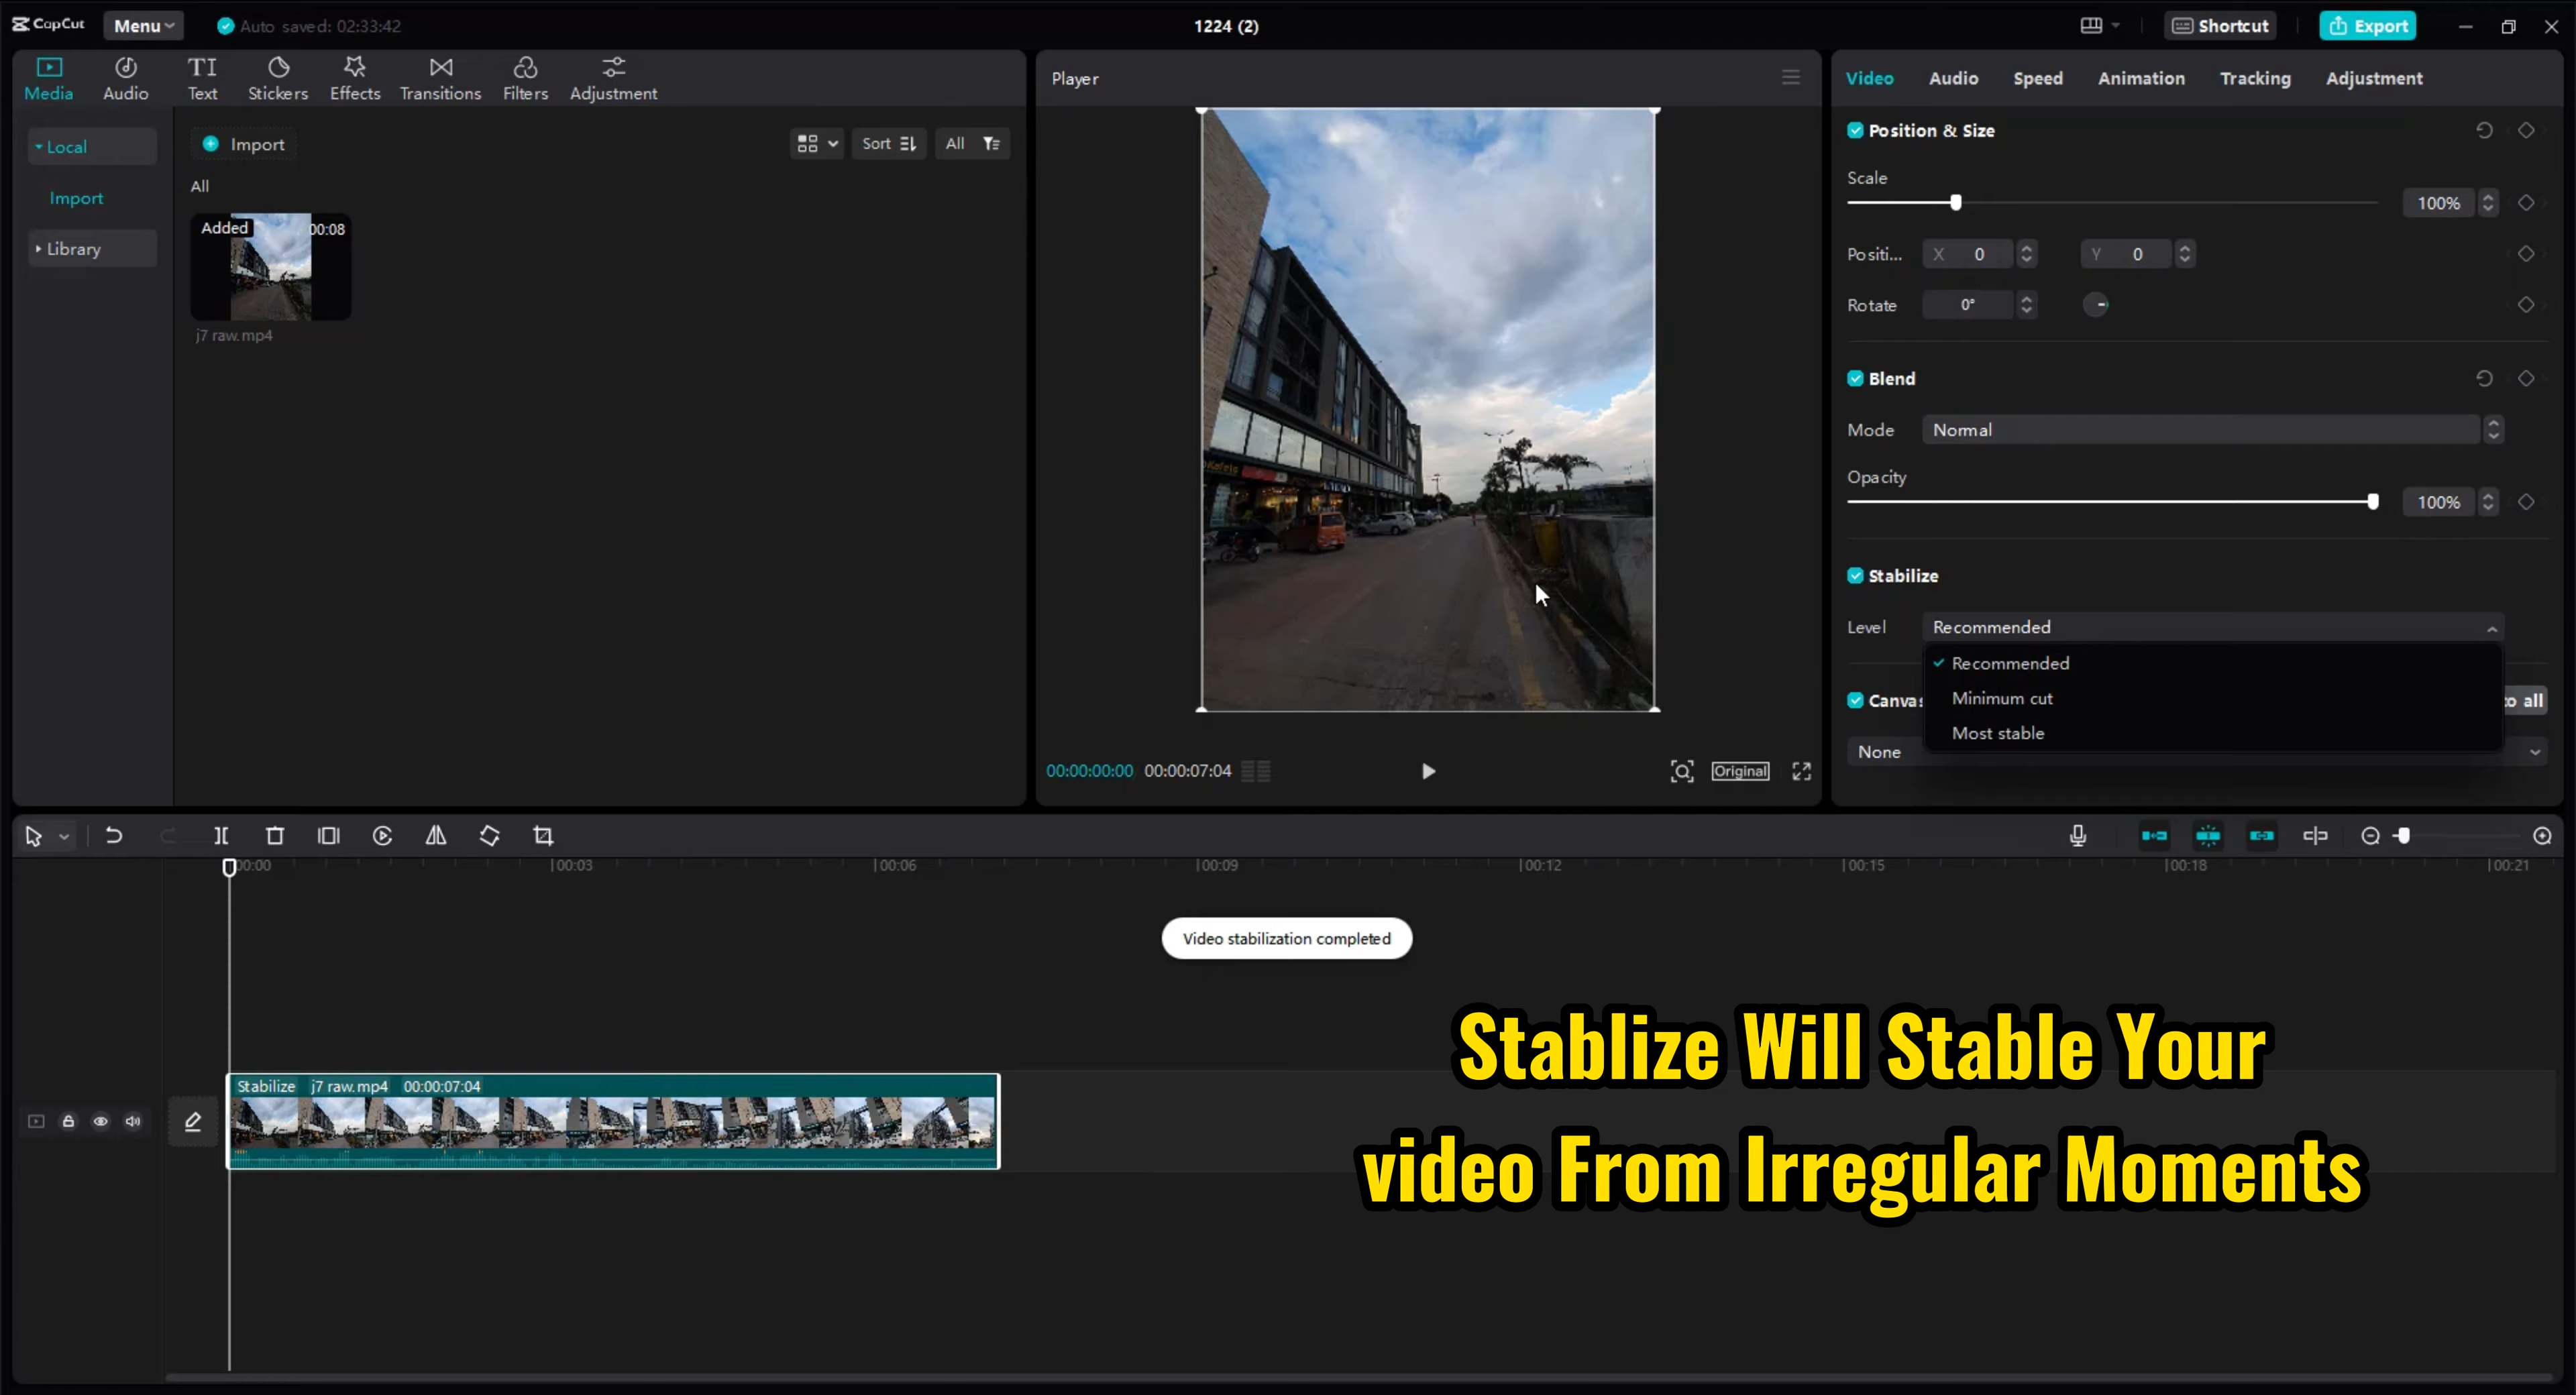 CapCut
Menu
Auto saved: 02:33:42
1224 (2)
Shortcut
Export
Media
Audio
Text
Stickers
Effects
Transitions
Filters
Adjustment
Local
Import
Library
Import
Sort
All
All
Added
00:08
j7 raw.mp4
Player
00:00:00:00 00:00:07:04
Original
Video
Audio
Speed
Animation
Tracking
Adjustment
Position & Size
Scale
100%
Positi...
X 0
Y 0
Rotate
0°
Blend
Mode
Normal
Opacity
100%
Stabilize
Level
Recommended
Recommended
Minimum cut
Most stable
Canvas
to all
None
00:00
00:03
00:06
00:09
00:12
00:15
00:18
00:21
Video stabilization completed
Stabilize j7 raw.mp4 00:00:07:04
Stablize Will Stable Your
video From Irregular Moments